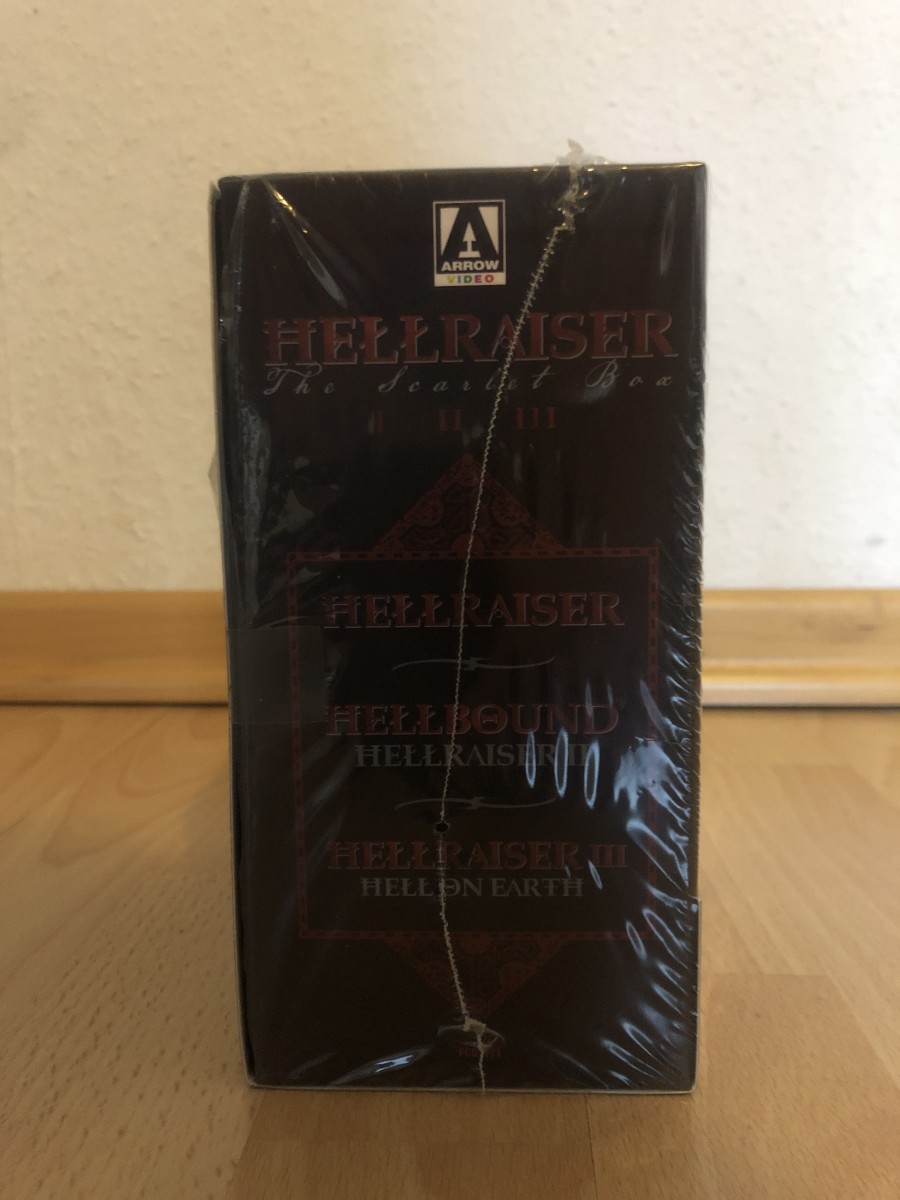 A
ARROW
VIDEO
HELLRAISER
The Scarlet Box
I II III
HELLRAISER
HELLBOUND
HELLRAISER II
HELLRAISER III
HELL ON EARTH